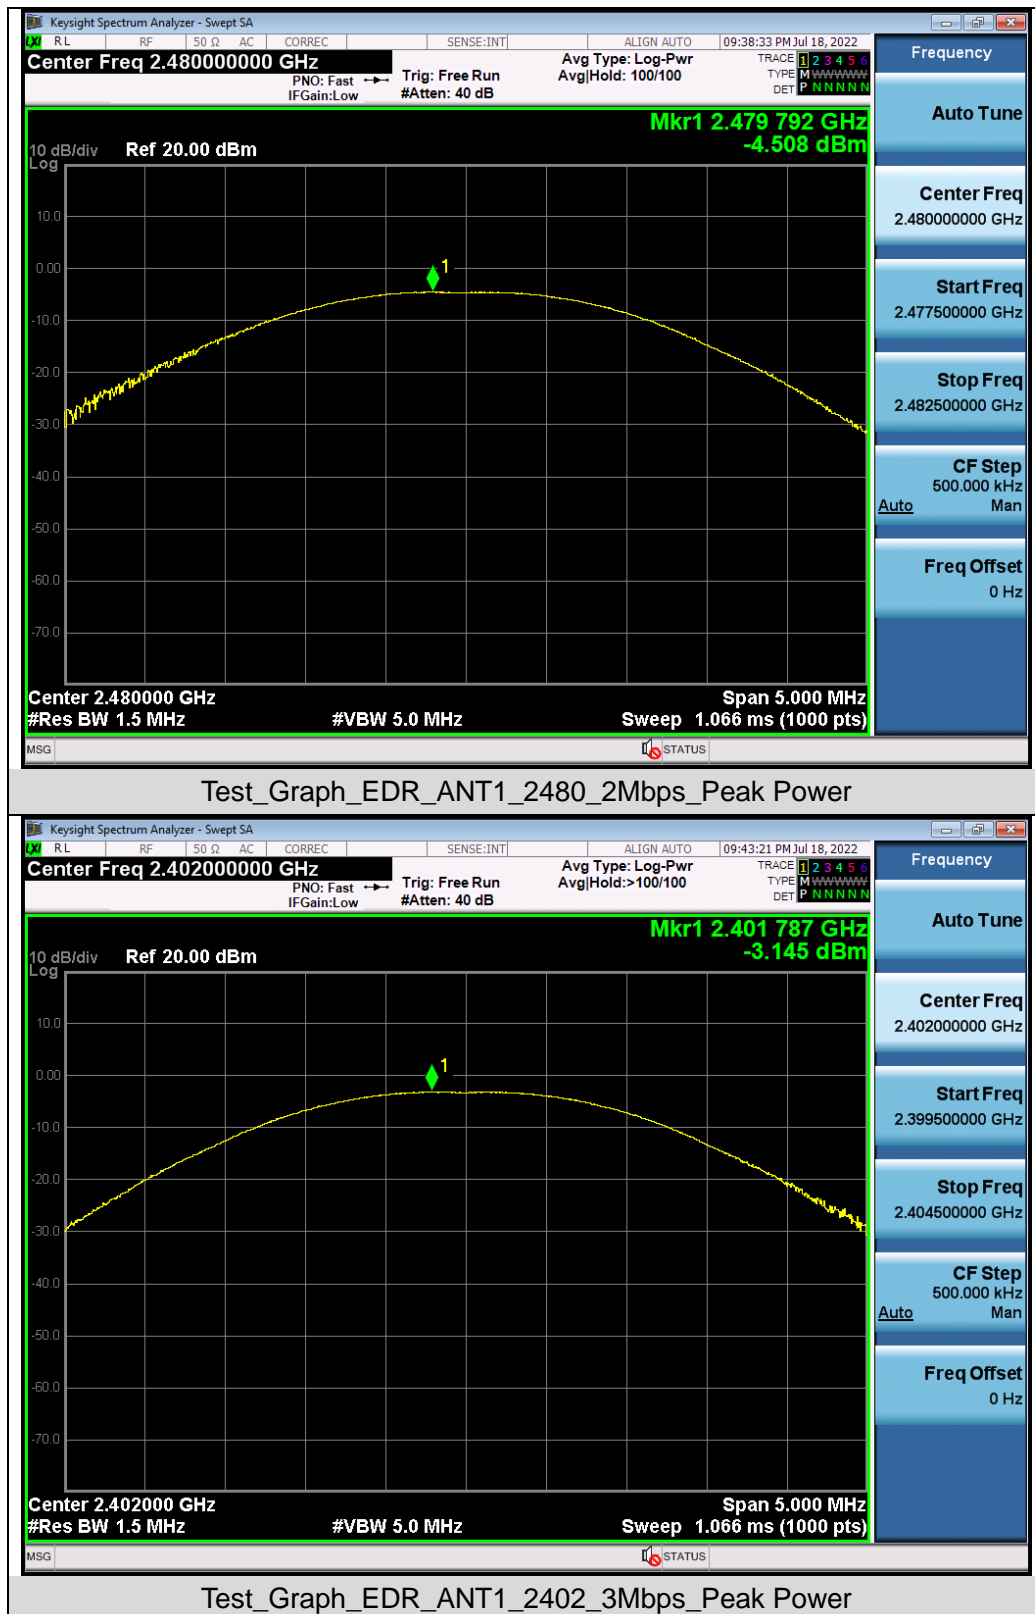 Keysight Spectrum Analyzer - Swept SA
LXI RL RF 50 Ω AC CORREC SENSE:INT ALIGN AUTO 09:38:33 PM Jul 18, 2022
Center Freq 2.480000000 GHz
PNO: Fast
IFGain:Low
Trig: Free Run
#Atten: 40 dB
Avg Type: Log-Pwr
Avg|Hold: 100/100
TRACE 1 2 3 4 5 6
TYPE M WWWWW
DET P N N N N N
Frequency
Mkr1 2.479 792 GHz
-4.508 dBm
10 dB/div Ref 20.00 dBm
Log
10.0
0.00
-10.0
-20.0
-30.0
-40.0
-50.0
-60.0
-70.0
1
Center 2.480000 GHz Span 5.000 MHz
#Res BW 1.5 MHz #VBW 5.0 MHz Sweep 1.066 ms (1000 pts)
MSG STATUS
Auto Tune
Center Freq
2.480000000 GHz
Start Freq
2.477500000 GHz
Stop Freq
2.482500000 GHz
CF Step
500.000 kHz
Auto Man
Freq Offset
0 Hz
Test_Graph_EDR_ANT1_2480_2Mbps_Peak Power
Keysight Spectrum Analyzer - Swept SA
LXI RL RF 50 Ω AC CORREC SENSE:INT ALIGN AUTO 09:43:21 PM Jul 18, 2022
Center Freq 2.402000000 GHz
PNO: Fast
IFGain:Low
Trig: Free Run
#Atten: 40 dB
Avg Type: Log-Pwr
Avg|Hold:>100/100
TRACE 1 2 3 4 5 6
TYPE M WWWWW
DET P N N N N N
Frequency
Mkr1 2.401 787 GHz
-3.145 dBm
10 dB/div Ref 20.00 dBm
Log
10.0
0.00
-10.0
-20.0
-30.0
-40.0
-50.0
-60.0
-70.0
1
Center 2.402000 GHz Span 5.000 MHz
#Res BW 1.5 MHz #VBW 5.0 MHz Sweep 1.066 ms (1000 pts)
MSG STATUS
Auto Tune
Center Freq
2.402000000 GHz
Start Freq
2.399500000 GHz
Stop Freq
2.404500000 GHz
CF Step
500.000 kHz
Auto Man
Freq Offset
0 Hz
Test_Graph_EDR_ANT1_2402_3Mbps_Peak Power